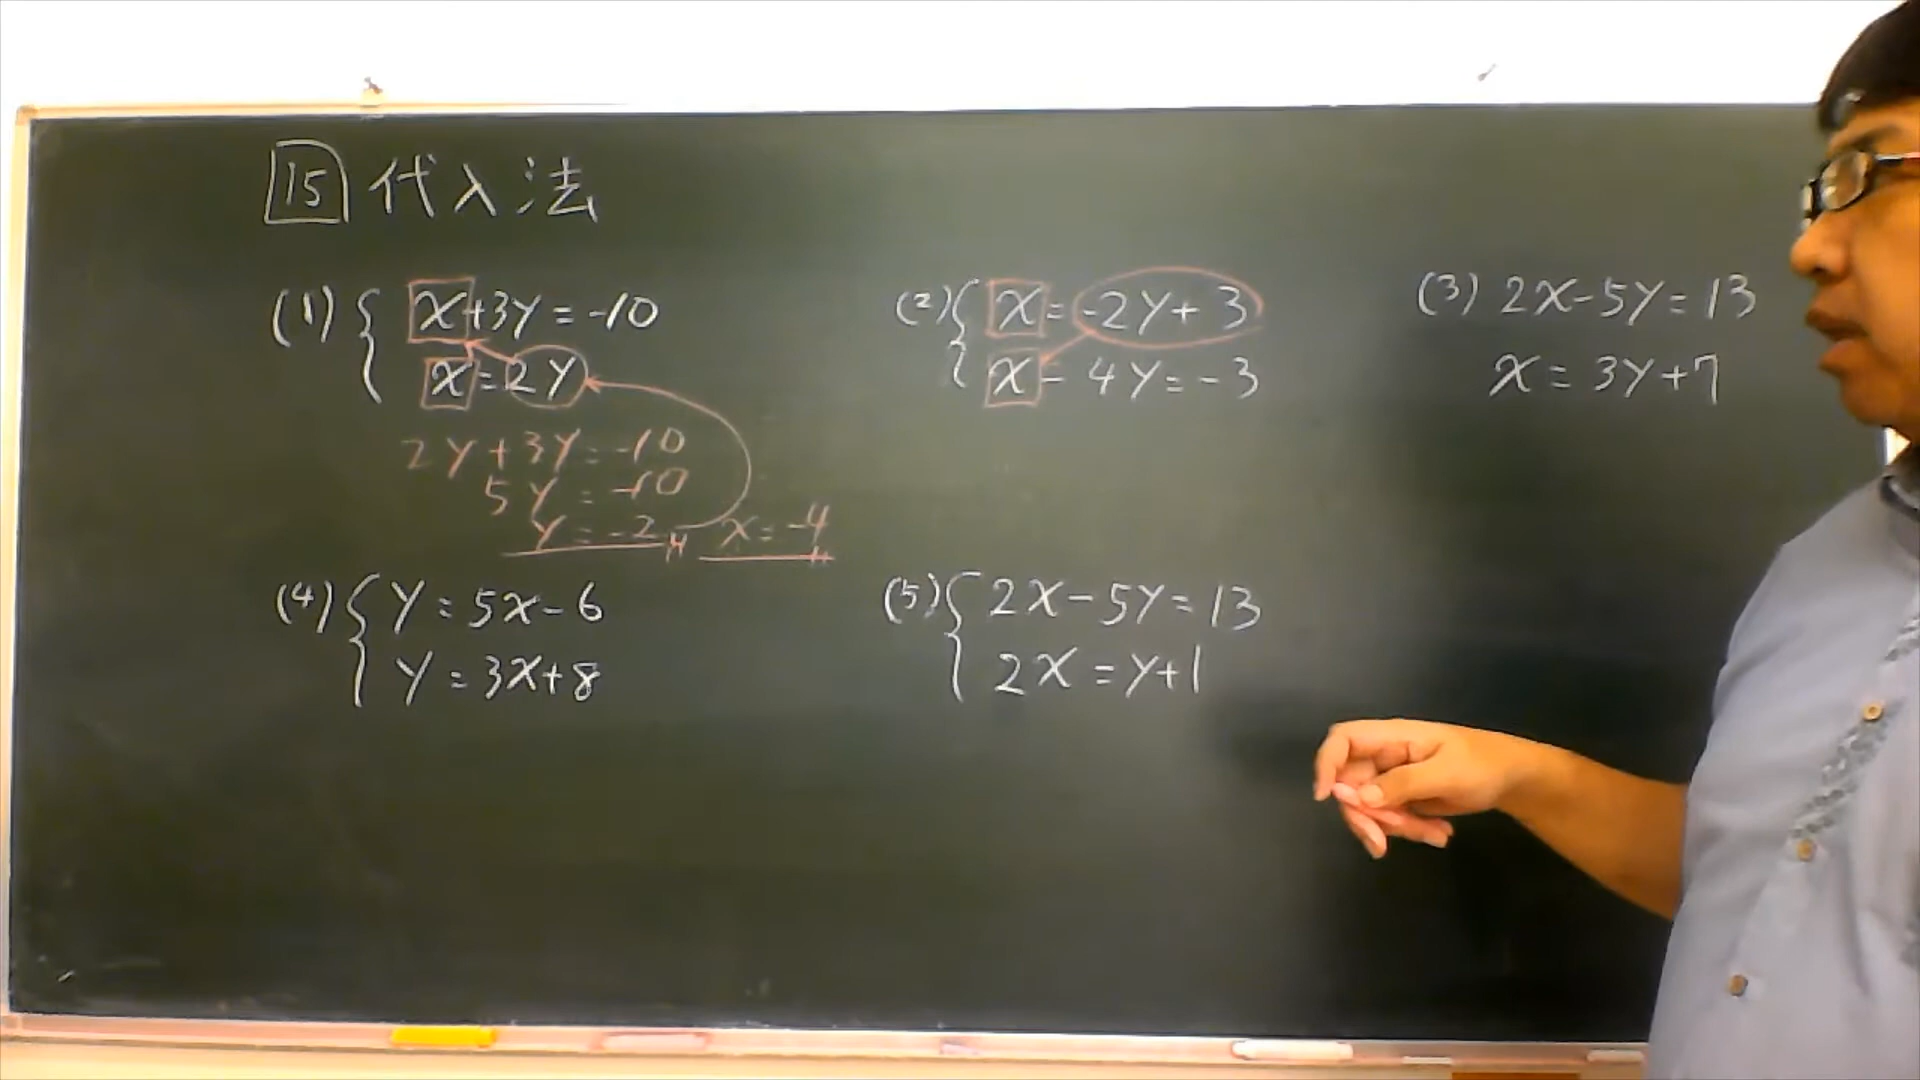 15 代入法
(1) { x+3y=-10
x=2y
2y+3y=-10
5y=-10
y=-2 x=-4
(2) { x=-2y+3
x-4y=-3
(3) 2x-5y=13
x=3y+7
(4) { y=5x-6
y=3x+8
(5) { 2x-5y=13
2x=y+1